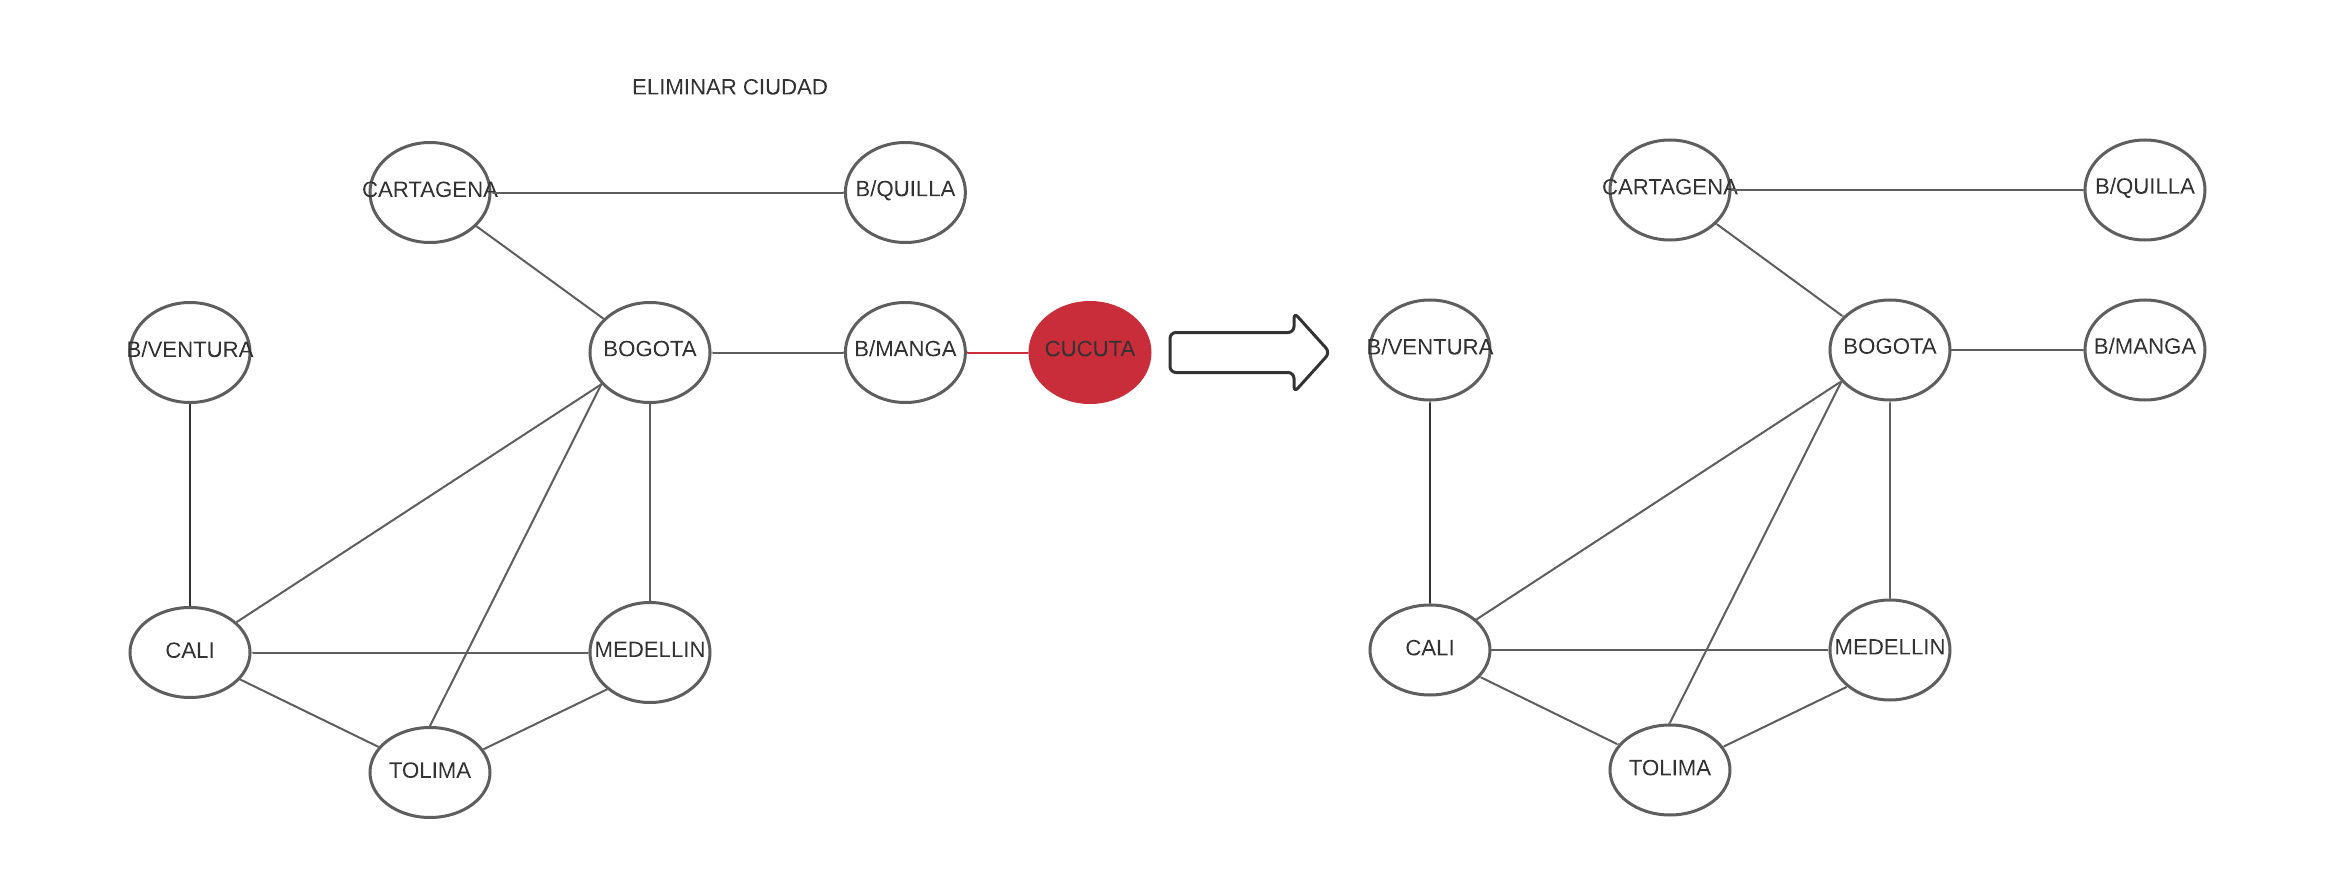 ELIMINAR CIUDAD
CARTAGENA
B/QUILLA
B/VENTURA
BOGOTA
B/MANGA
CUCUTA
CALI
MEDELLIN
TOLIMA
CARTAGENA
B/QUILLA
B/VENTURA
BOGOTA
B/MANGA
CALI
MEDELLIN
TOLIMA